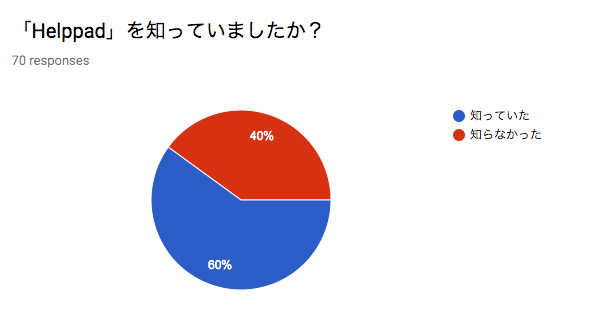 「Helppad」を知っていましたか？
70 responses
知っていた
知らなかった
40%
60%